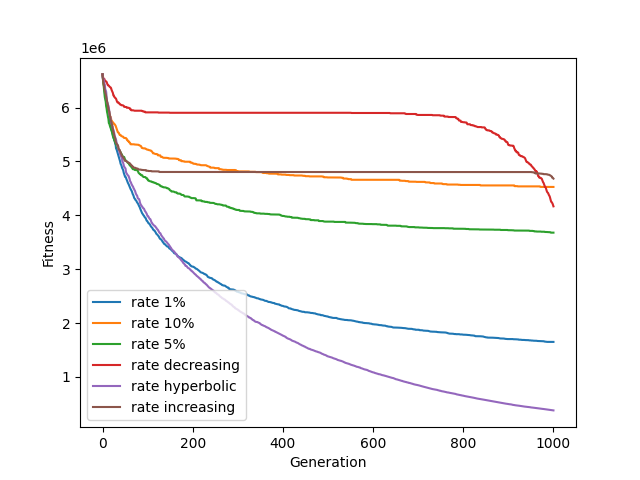 1e6
6
5
4
3
2
1
Fitness
rate 1%
rate 10%
rate 5%
rate decreasing
rate hyperbolic
rate increasing
0 200 400 600 800 1000
Generation